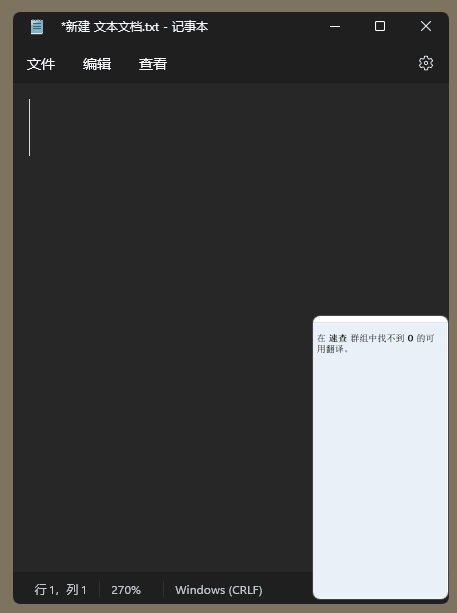 *新建 文本文档.txt - 记事本
文件 编辑 查看
在 速查 群组中找不到 0 的可
用翻译。
行 1，列 1 270% Windows (CRLF)